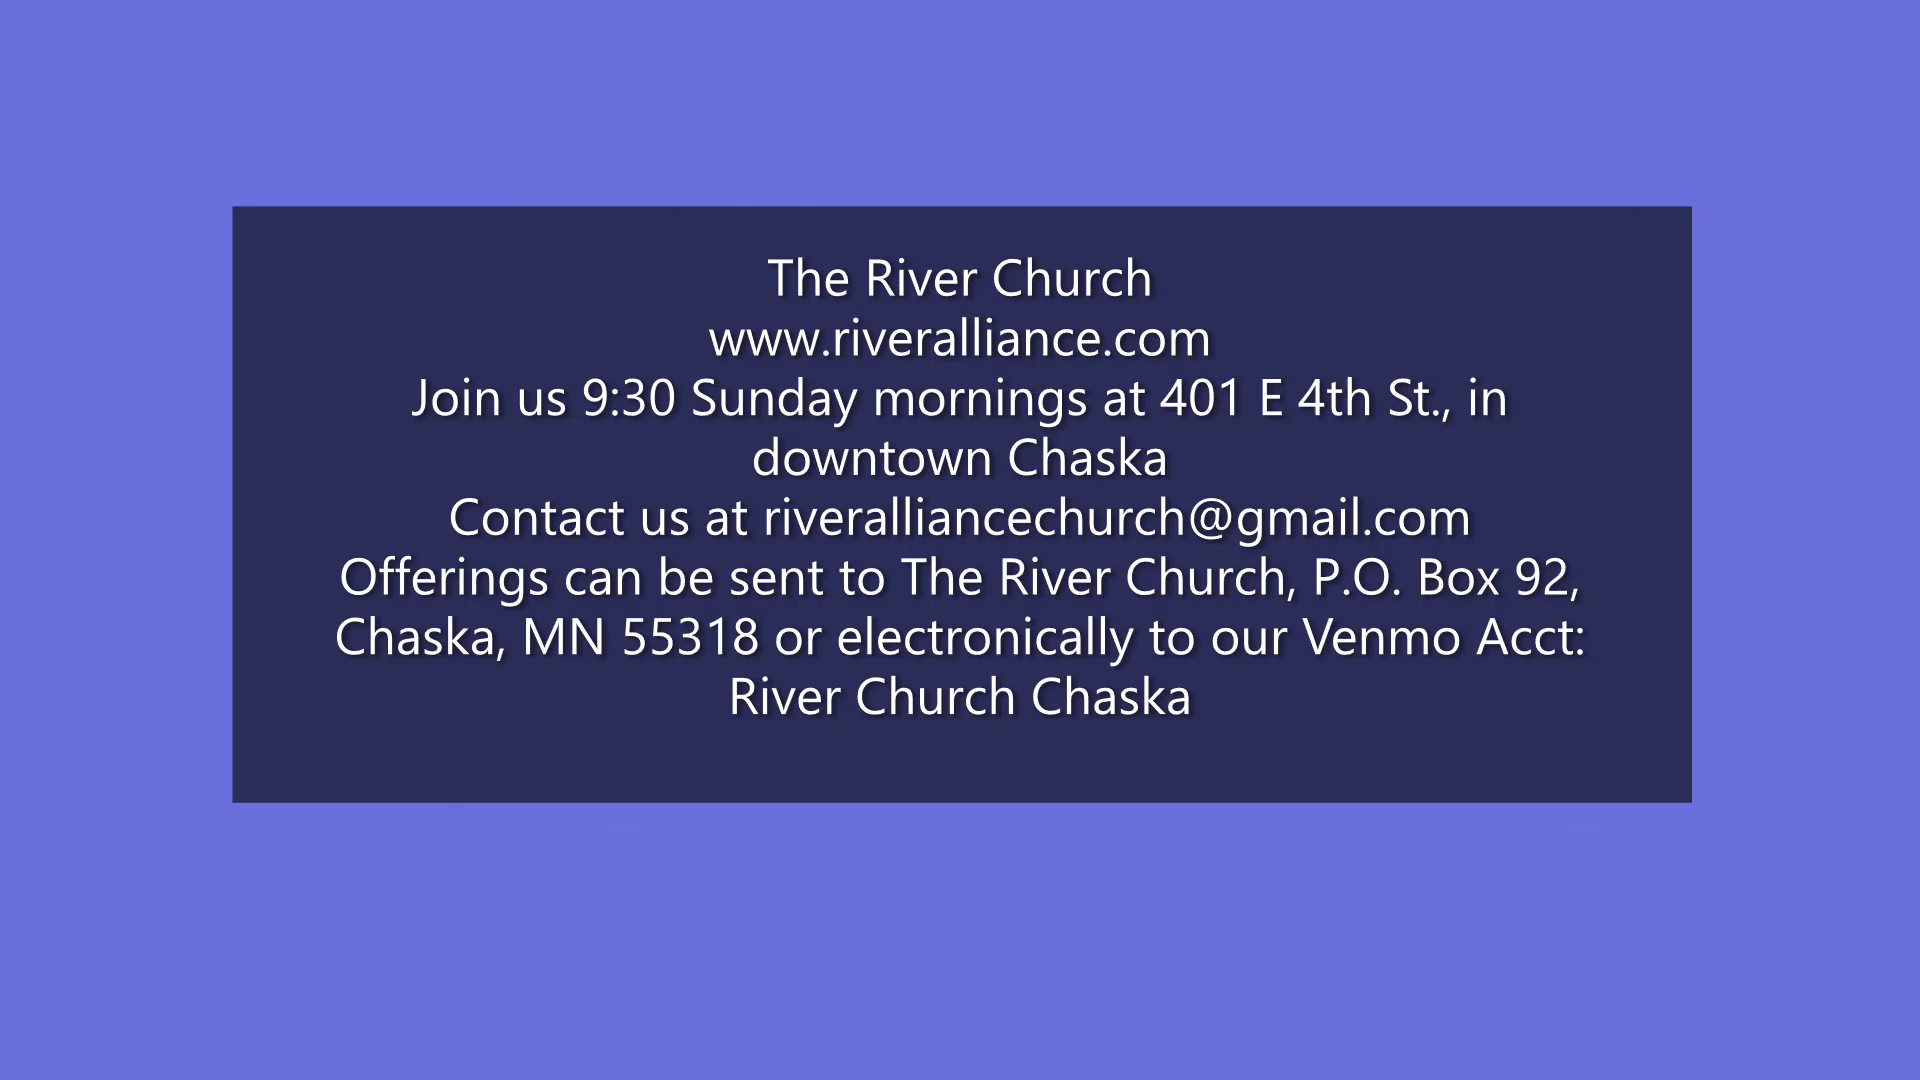 The River Church
www.riveralliance.com
Join us 9:30 Sunday mornings at 401 E 4th St., in
downtown Chaska
Contact us at riveralliancechurch@gmail.com
Offerings can be sent to The River Church, P.O. Box 92,
Chaska, MN 55318 or electronically to our Venmo Acct:
River Church Chaska